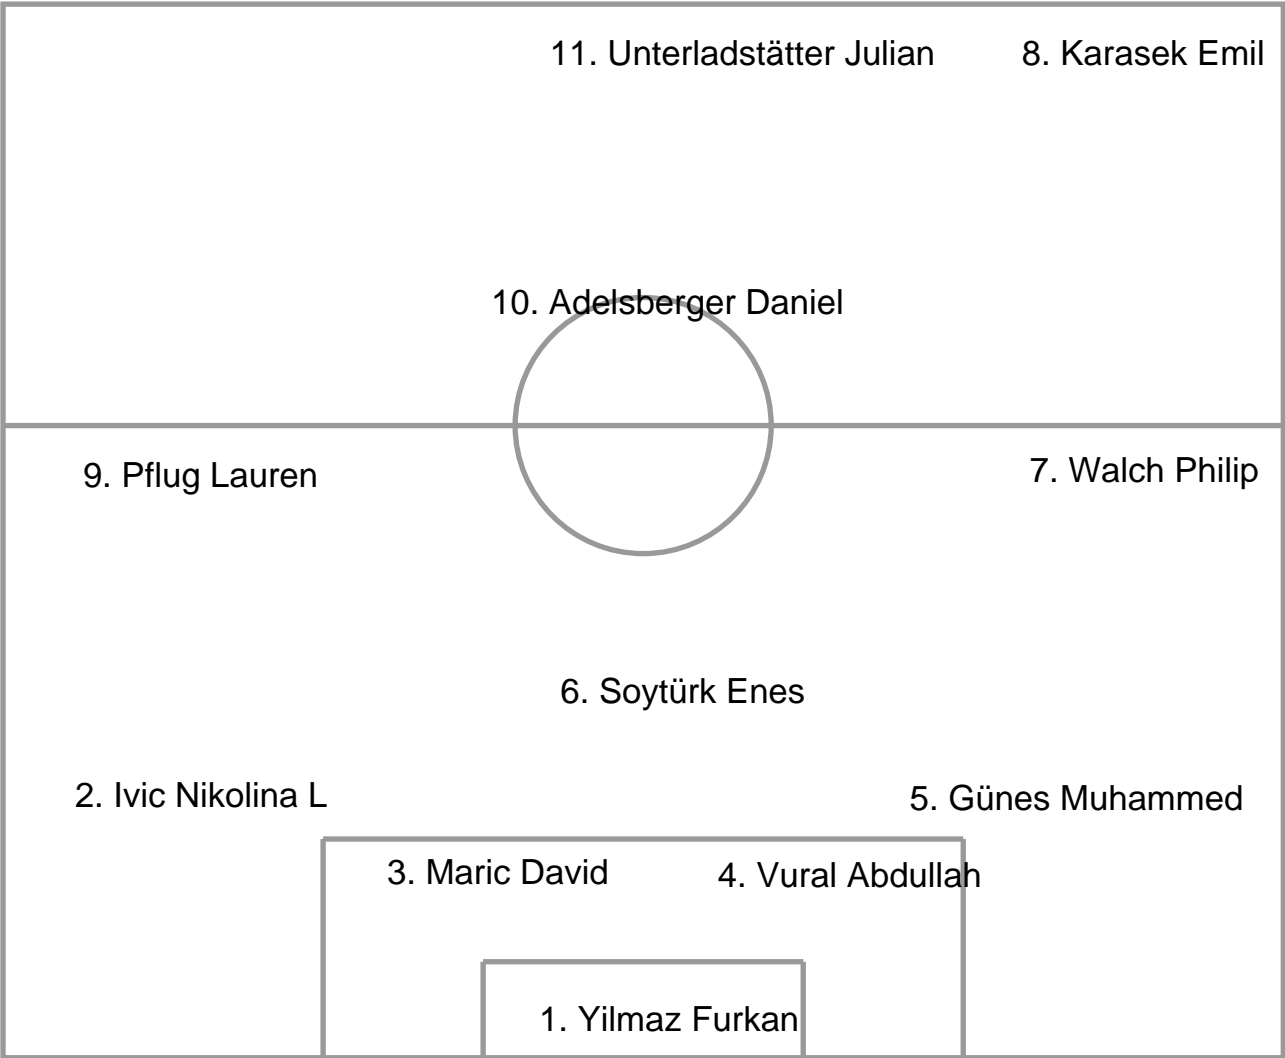 11. Unterladstätter Julian
8. Karasek Emil
10. Adelsberger Daniel
9. Pflug Lauren
7. Walch Philip
6. Soytürk Enes
2. Ivic Nikolina L
5. Günes Muhammed
3. Maric David
4. Vural Abdullah
1. Yilmaz Furkan